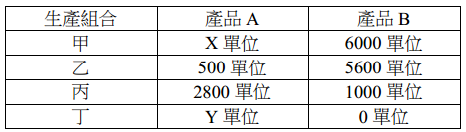 生產組合 產品 A 產品 B
甲 X 單位 6000 單位
乙 500 單位 5600 單位
丙 2800 單位 1000 單位
丁 Y 單位 0 單位